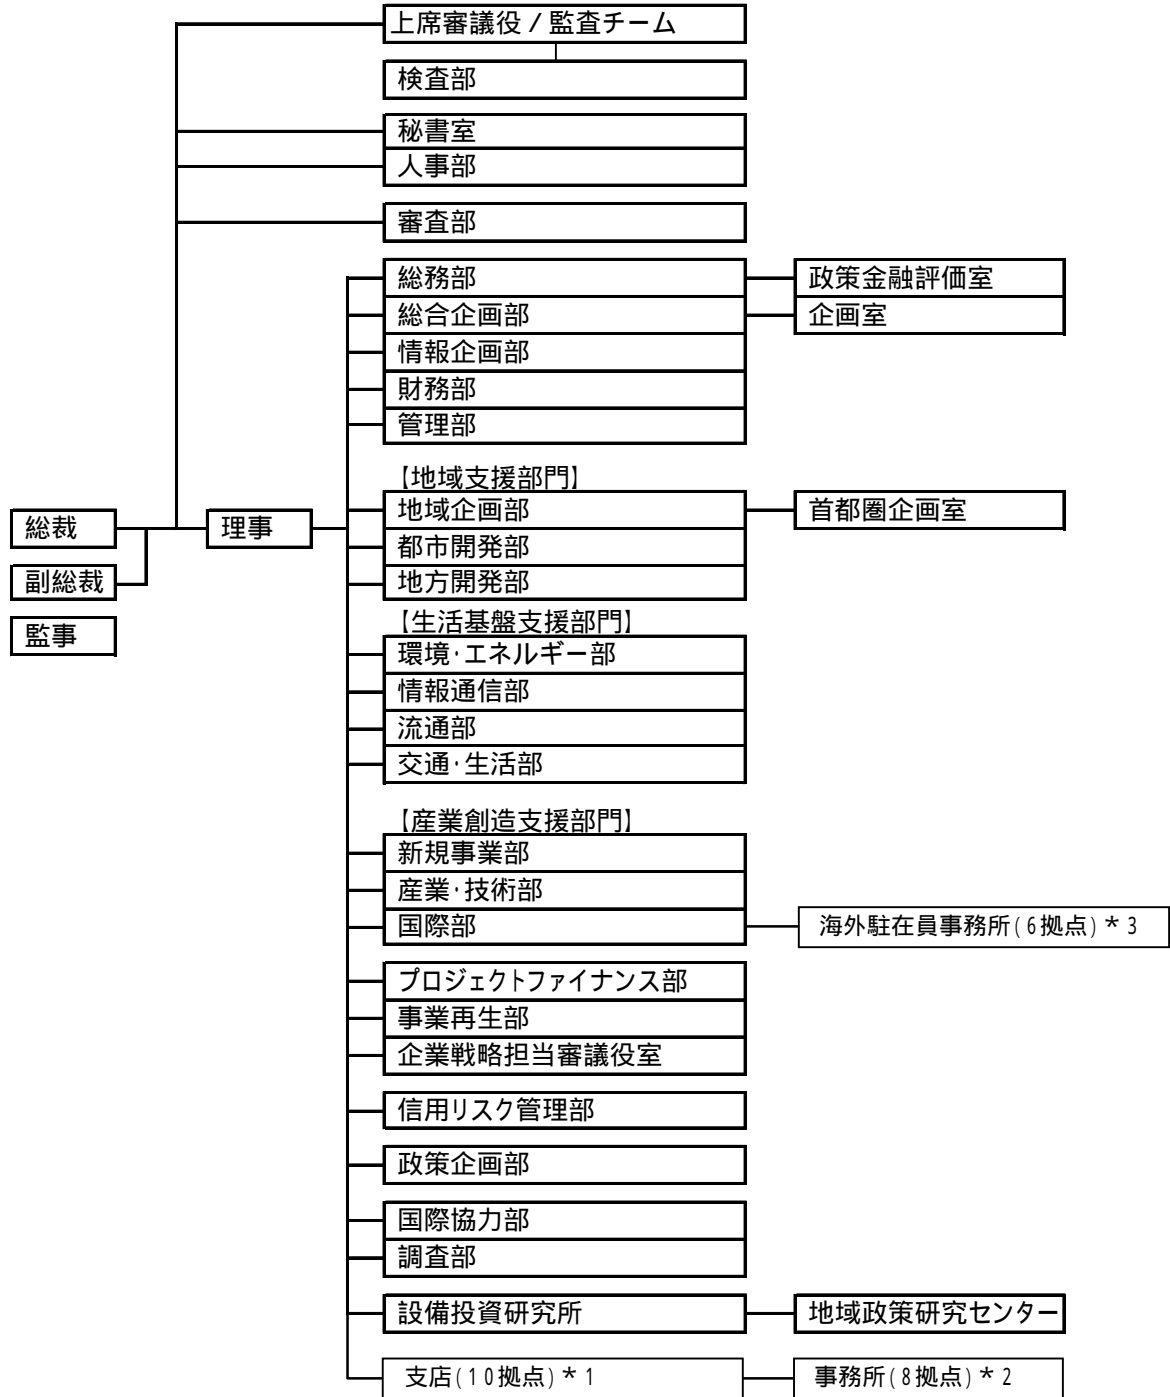 上席審議役/監査チーム
検査部
秘書室
人事部
審査部
総務部 政策金融評価室
総合企画部 企画室
情報企画部
財務部
管理部
【地域支援部門】
地域企画部 首都圏企画室
総裁 理事
都市開発部
副総裁 地方開発部
【生活基盤支援部門】
監事
環境・エネルギー部
情報通信部
流通部
交通・生活部
【産業創造支援部門】
新規事業部
産業・技術部
国際部 海外駐在員事務所(6拠点)*3
プロジェクトファイナンス部
事業再生部
企業戦略担当審議役室
信用リスク管理部
政策企画部
国際協力部
調査部
設備投資研究所 地域政策研究センター
支店(10拠点)*1 事務所(8拠点)*2